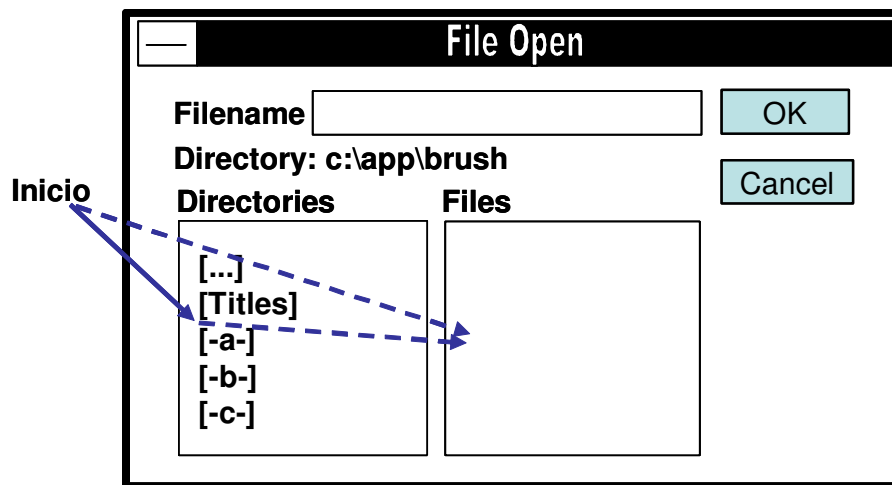 File Open
Filename
OK
Directory: c:\app\brush
Cancel
Inicio
Directories
Files
[...]
[Titles]
[-a-]
[-b-]
[-c-]